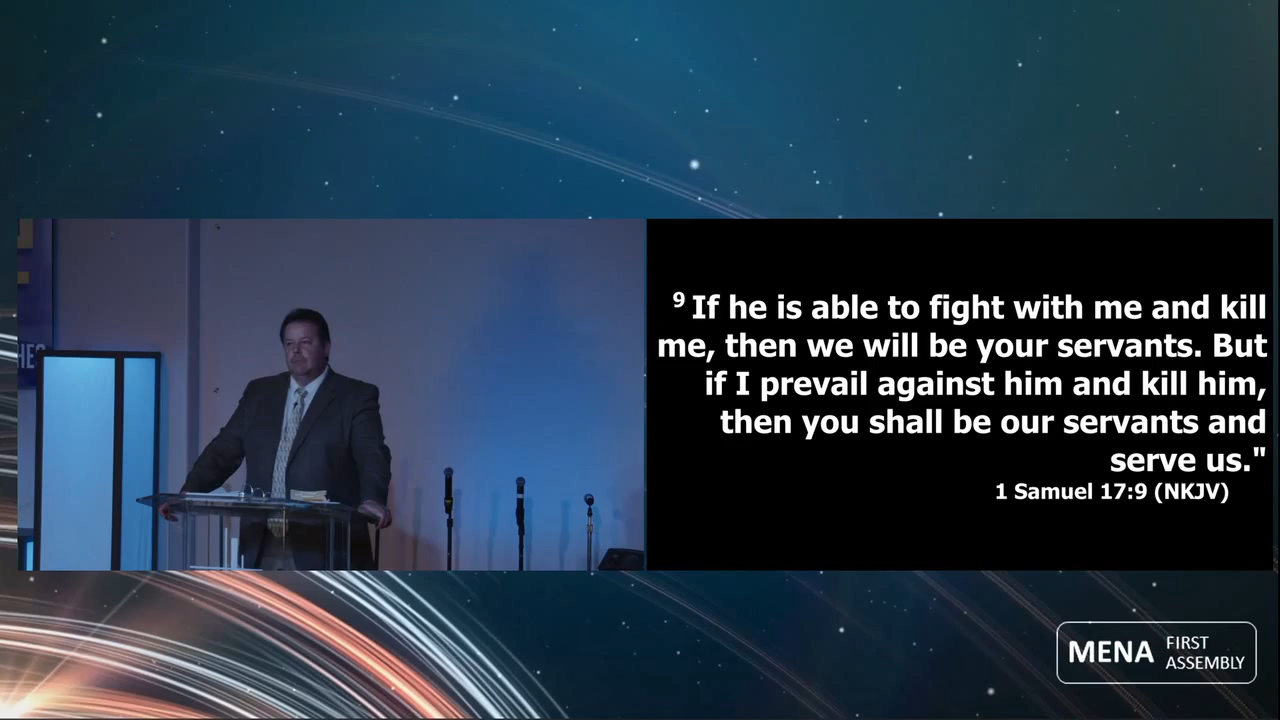 HE
9 If he is able to fight with me and kill
me, then we will be your servants. But
if I prevail against him and kill him,
then you shall be our servants and
serve us."
1 Samuel 17:9 (NKJV)
MENA FIRST
ASSEMBLY